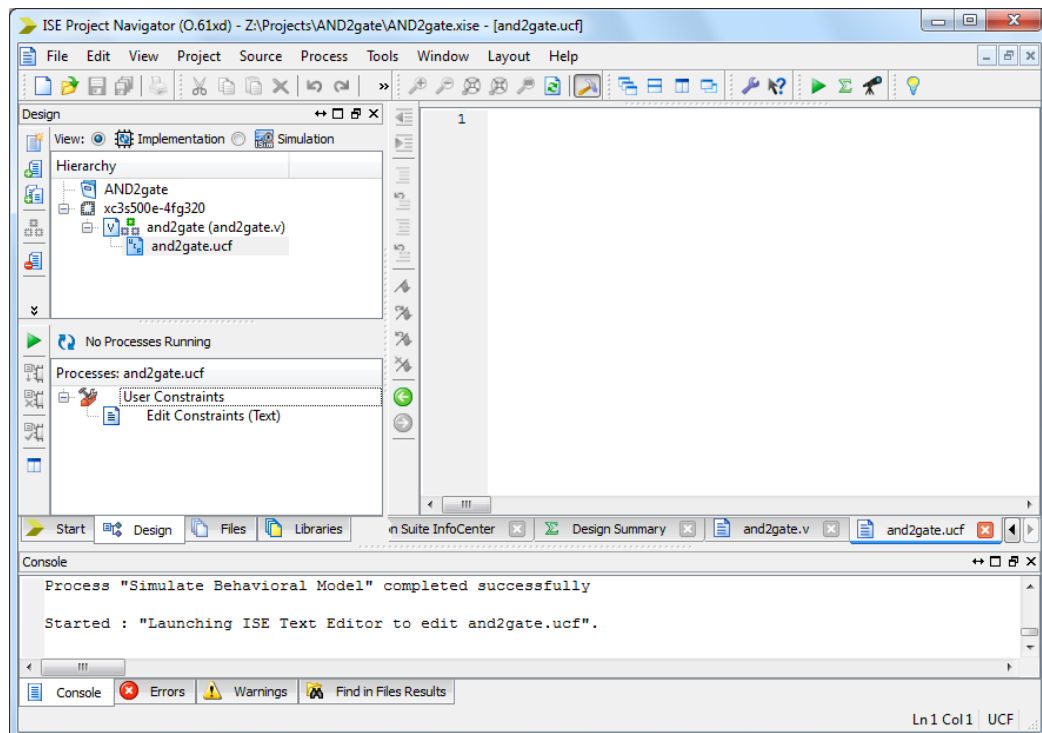 ISE Project Navigator (O.61xd) - Z:\Projects\AND2gate\AND2gate.xise - [and2gate.ucf]
File Edit View Project Source Process Tools Window Layout Help
»
Design
View: Implementation Simulation
Hierarchy
AND2gate
xc3s500e-4fg320
and2gate (and2gate.v)
and2gate.ucf
No Processes Running
Processes: and2gate.ucf
User Constraints
Edit Constraints (Text)
1
Start Design Files Libraries
n Suite InfoCenter Design Summary and2gate.v and2gate.ucf
Console
Process "Simulate Behavioral Model" completed successfully
Started : "Launching ISE Text Editor to edit and2gate.ucf".
Console Errors Warnings Find in Files Results
Ln 1 Col 1 UCF